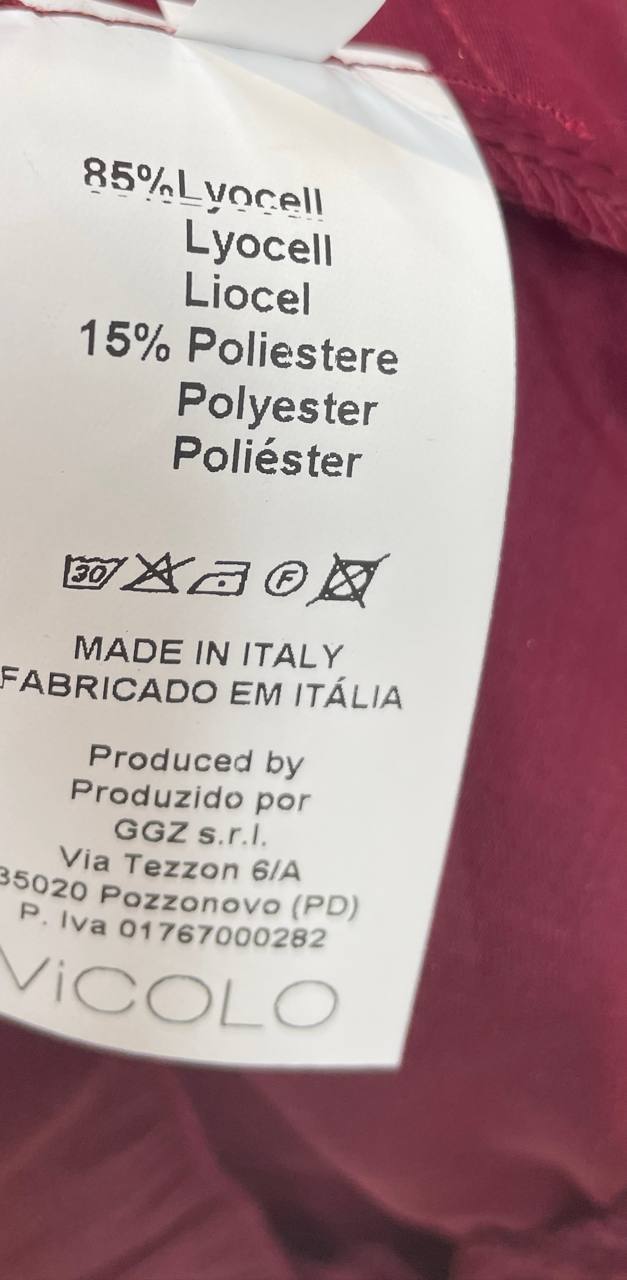 85%Lyocell
Lyocell
Liocel
15% Poliestere
Polyester
Poliéster
30 F
MADE IN ITALY
FABRICADO EM ITÁLIA
Produced by
Produzido por
GGZ s.r.l.
Via Tezzon 6/A
35020 Pozzonovo (PD)
P. Iva 01767000282
ViCOLO